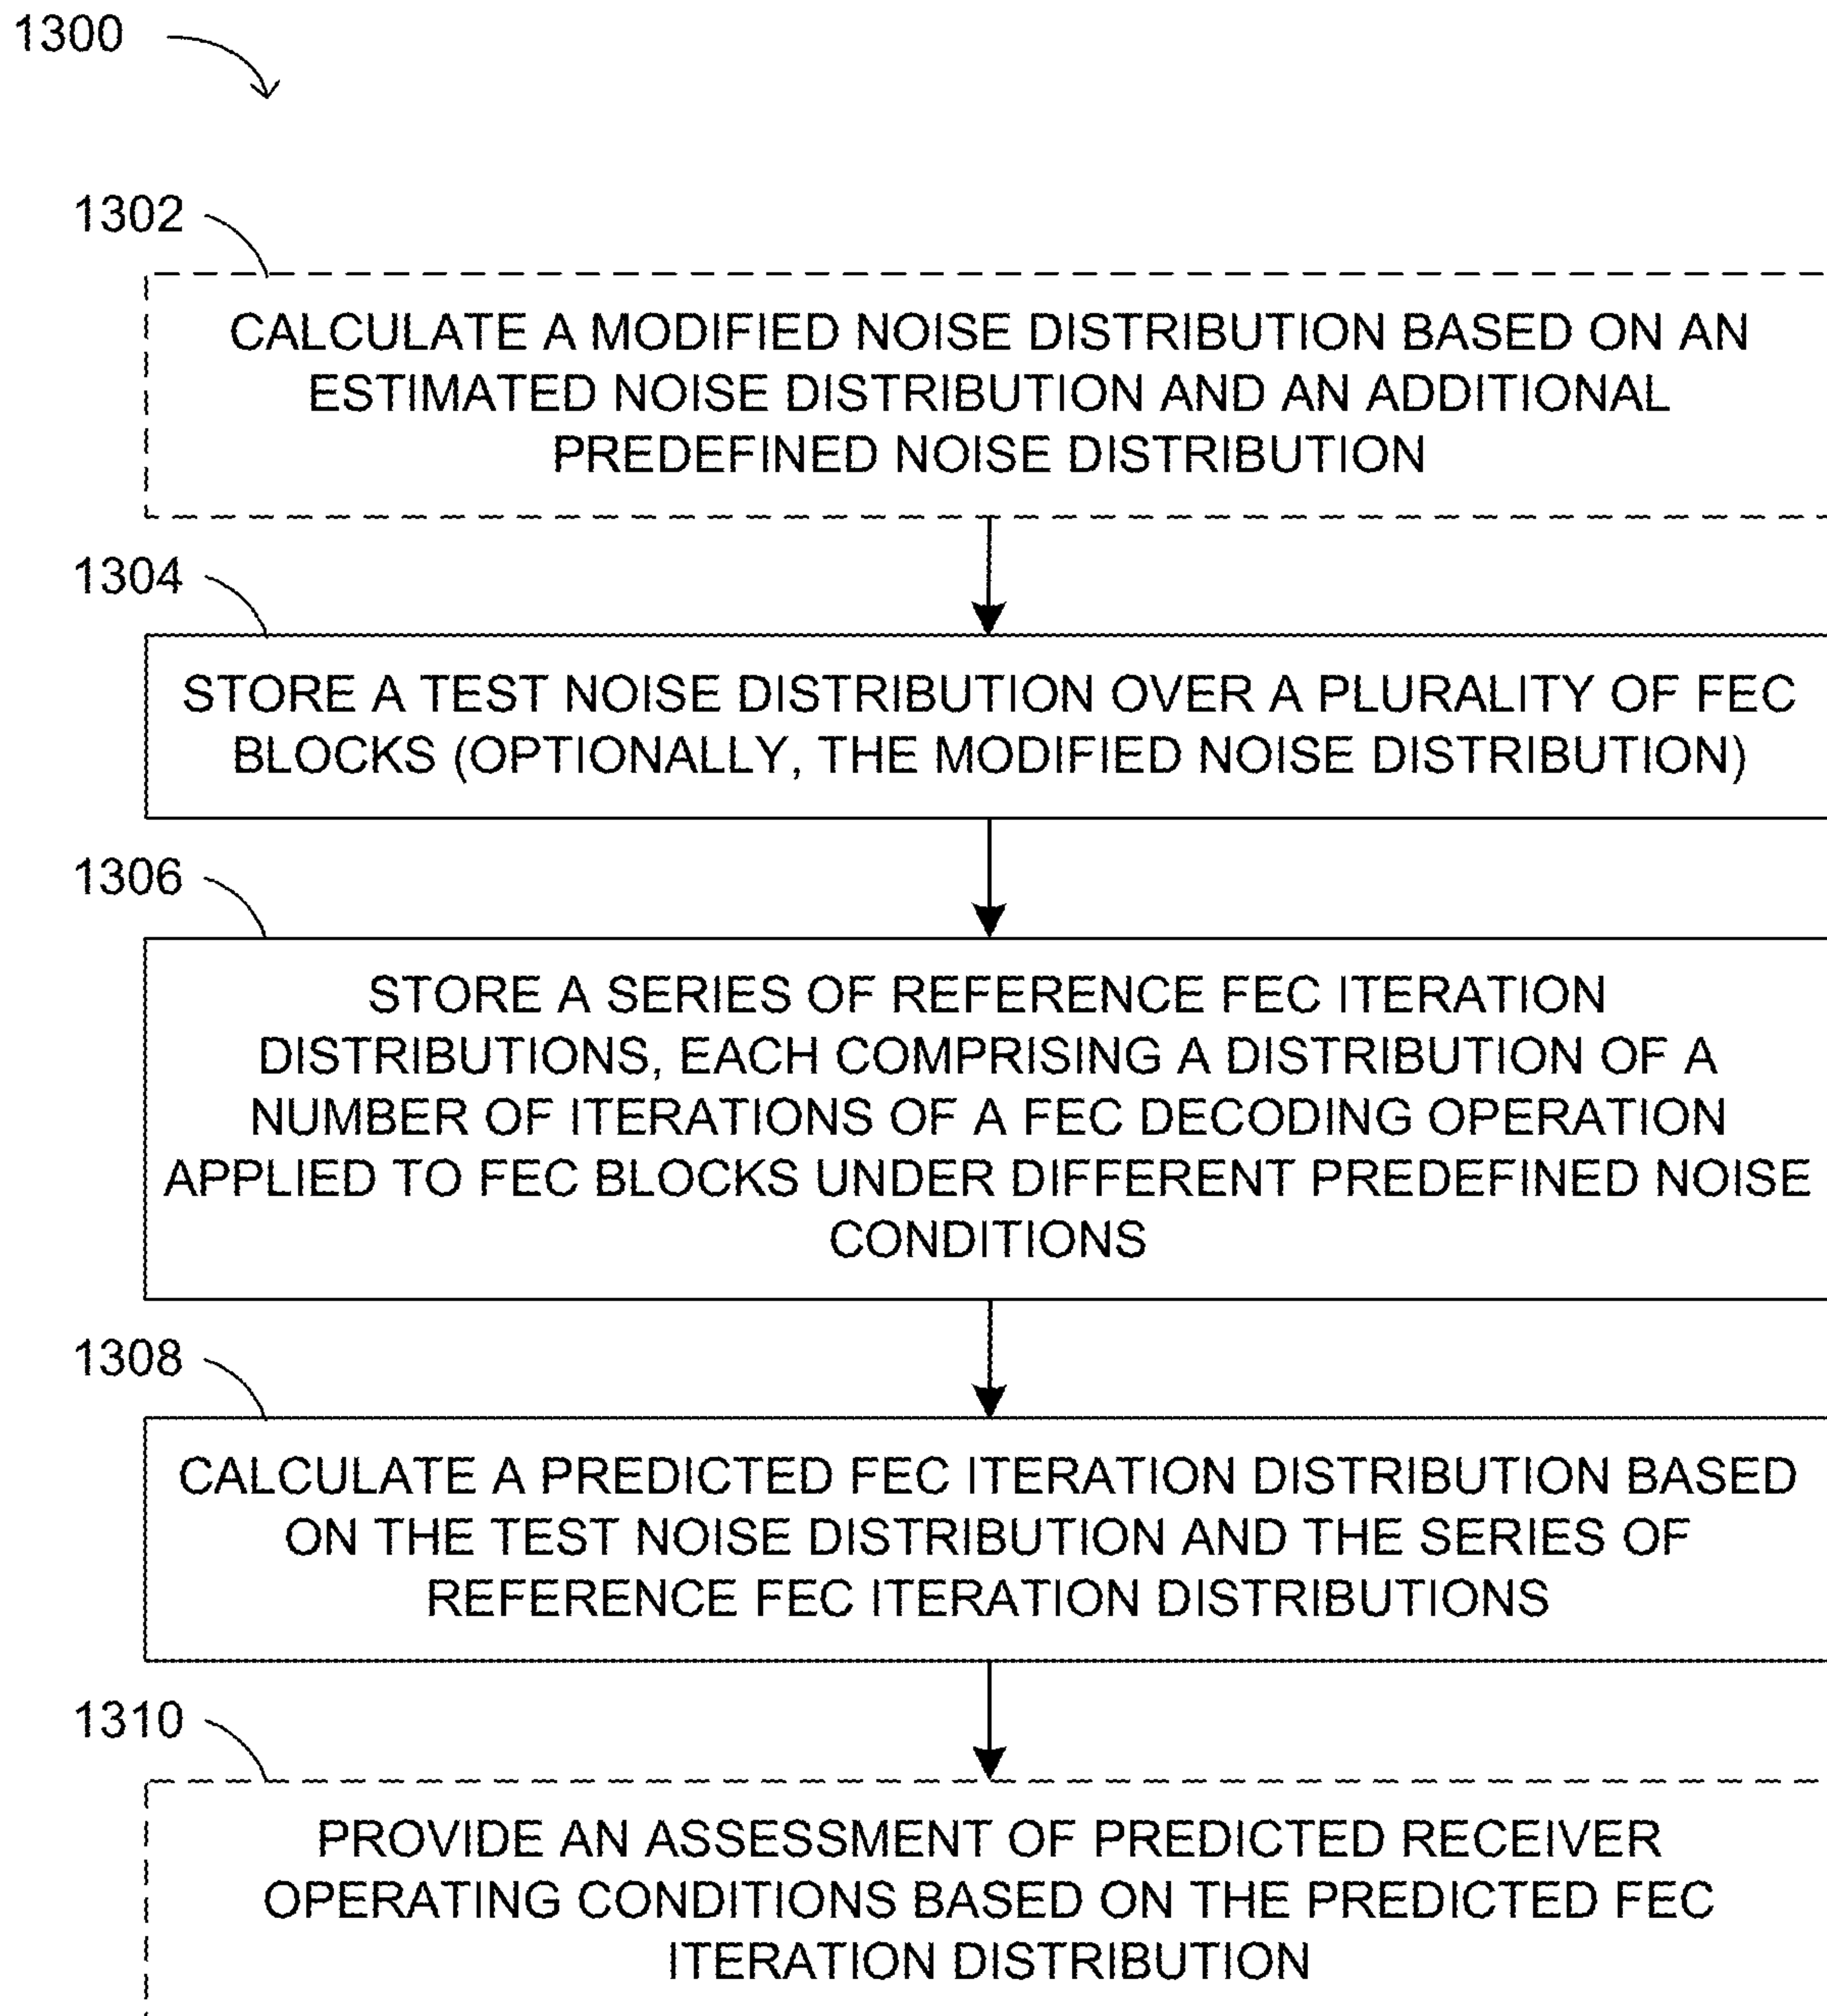 1300
1302
CALCULATE A MODIFIED NOISE DISTRIBUTION BASED ON AN
ESTIMATED NOISE DISTRIBUTION AND AN ADDITIONAL
PREDEFINED NOISE DISTRIBUTION
1304
STORE A TEST NOISE DISTRIBUTION OVER A PLURALITY OF FEC
BLOCKS (OPTIONALLY, THE MODIFIED NOISE DISTRIBUTION)
1306
STORE A SERIES OF REFERENCE FEC ITERATION
DISTRIBUTIONS, EACH COMPRISING A DISTRIBUTION OF A
NUMBER OF ITERATIONS OF A FEC DECODING OPERATION
APPLIED TO FEC BLOCKS UNDER DIFFERENT PREDEFINED NOISE
CONDITIONS
1308
CALCULATE A PREDICTED FEC ITERATION DISTRIBUTION BASED
ON THE TEST NOISE DISTRIBUTION AND THE SERIES OF
REFERENCE FEC ITERATION DISTRIBUTIONS
1310
PROVIDE AN ASSESSMENT OF PREDICTED RECEIVER
OPERATING CONDITIONS BASED ON THE PREDICTED FEC
ITERATION DISTRIBUTION